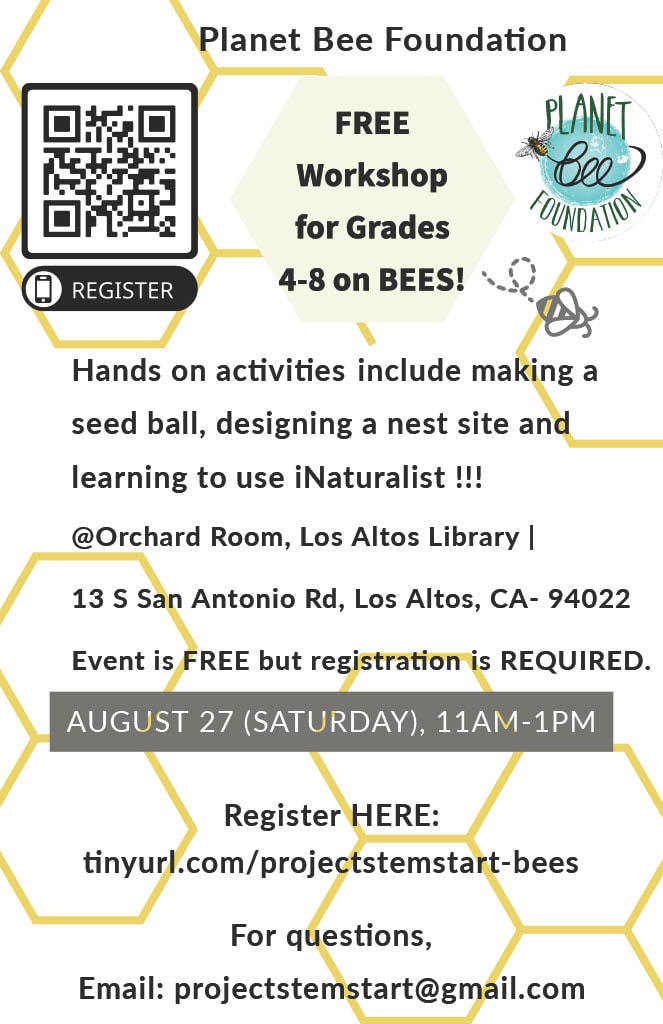 Planet Bee Foundation
REGISTER
FREE
Workshop
for Grades
4-8 on BEES!
PLANET
bee
FOUNDATION
Hands on activities include making a
seed ball, designing a nest site and
learning to use iNaturalist !!!
@Orchard Room, Los Altos Library |
13 S San Antonio Rd, Los Altos, CA- 94022
Event is FREE but registration is REQUIRED.
AUGUST 27 (SATURDAY), 11AM-1PM
Register HERE:
tinyurl.com/projectstemstart-bees
For questions,
Email: projectstemstart@gmail.com